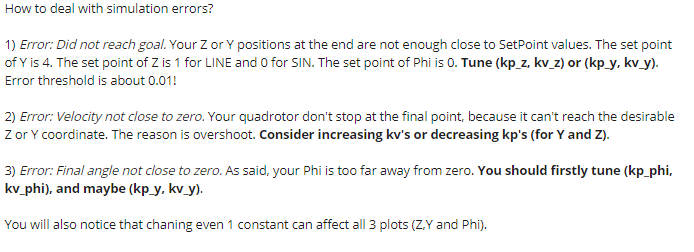 How to deal with simulation errors?
1) Error: Did not reach goal. Your Z or Y positions at the end are not enough close to SetPoint values. The set point
of Y is 4. The set point of Z is 1 for LINE and 0 for SIN. The set point of Phi is 0. Tune (kp_z, kv_z) or (kp_y, kv_y).
Error threshold is about 0.01!
2) Error: Velocity not close to zero. Your quadrotor don't stop at the final point, because it can't reach the desirable
Z or Y coordinate. The reason is overshoot. Consider increasing kv's or decreasing kp's (for Y and Z).
3) Error: Final angle not close to zero. As said, your Phi is too far away from zero. You should firstly tune (kp_phi,
kv_phi), and maybe (kp_y, kv_y).
You will also notice that chaning even 1 constant can affect all 3 plots (Z,Y and Phi).